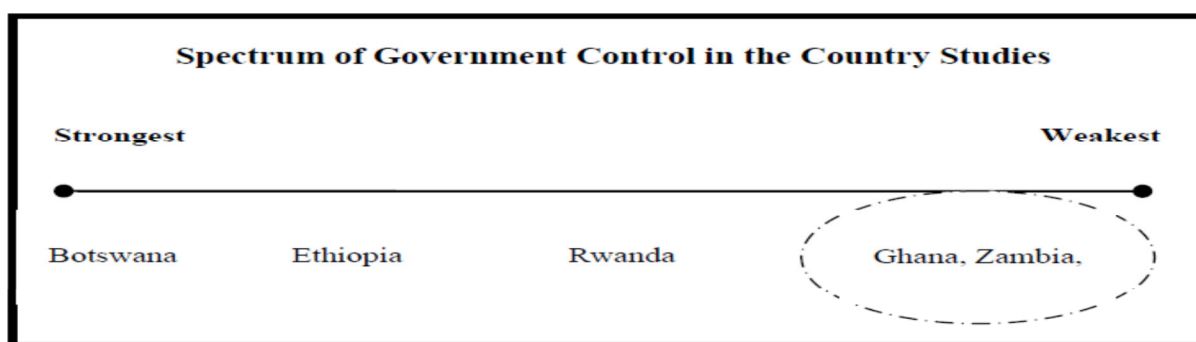 Spectrum of Government Control in the Country Studies
Strongest Weakest
Botswana Ethiopia Rwanda Ghana, Zambia,